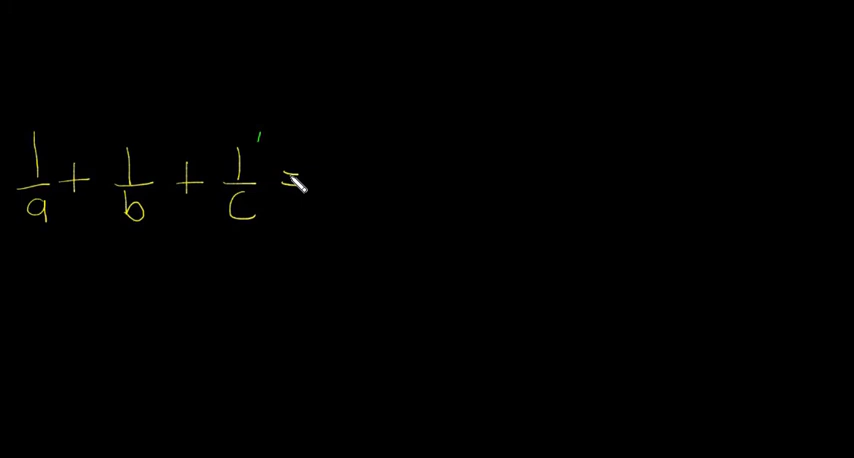 1/a + 1/b + 1/c =